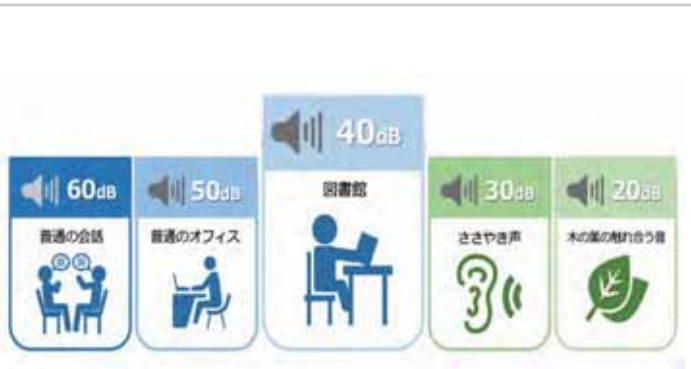 60dB
普通の会話
50dB
普通のオフィス
40dB
図書館
30dB
ささやき声
20dB
木の葉の触れ合う音